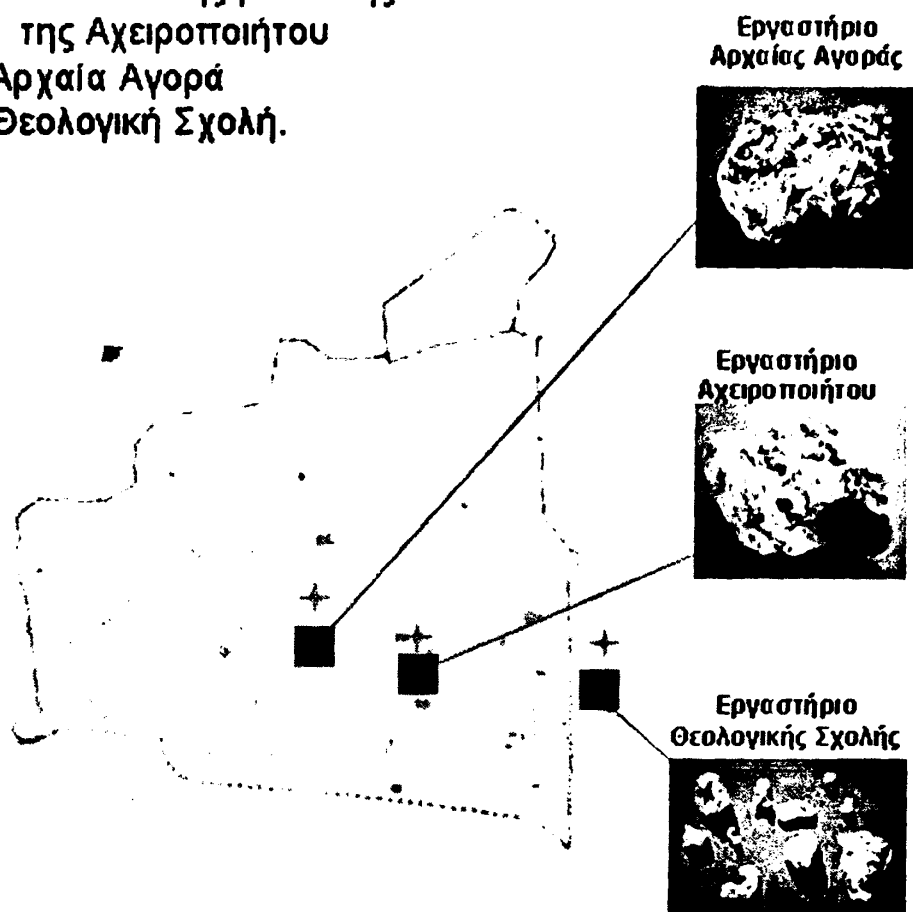 της Αχειροποιήτου
Αρχαία Αγορά
Θεολογική Σχολή.
Εργαστήριο
Αρχαίας Αγοράς
Εργαστήριο
Αχειροποιήτου
Εργαστήριο
Θεολογικής Σχολής